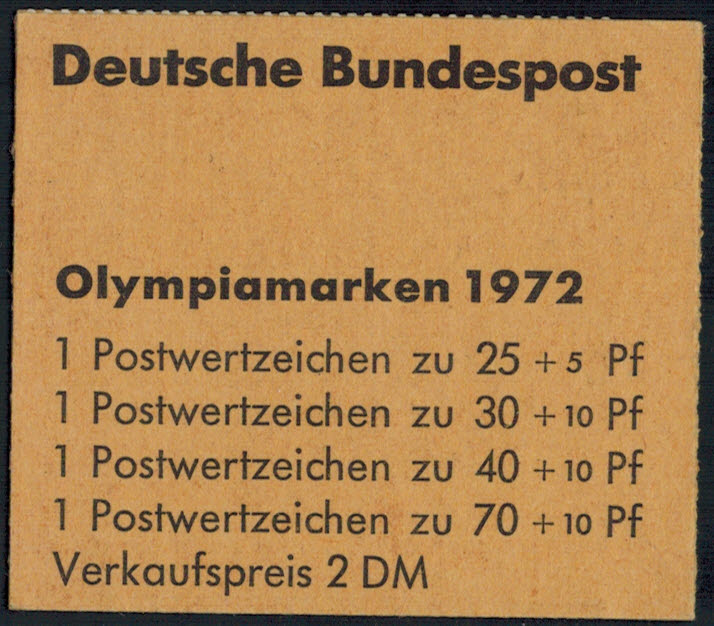 Deutsche Bundespost
Olympiamarken 1972
1 Postwertzeichen zu 25 + 5 Pf
1 Postwertzeichen zu 30 + 10 Pf
1 Postwertzeichen zu 40 + 10 Pf
1 Postwertzeichen zu 70 + 10 Pf
Verkaufspreis 2 DM